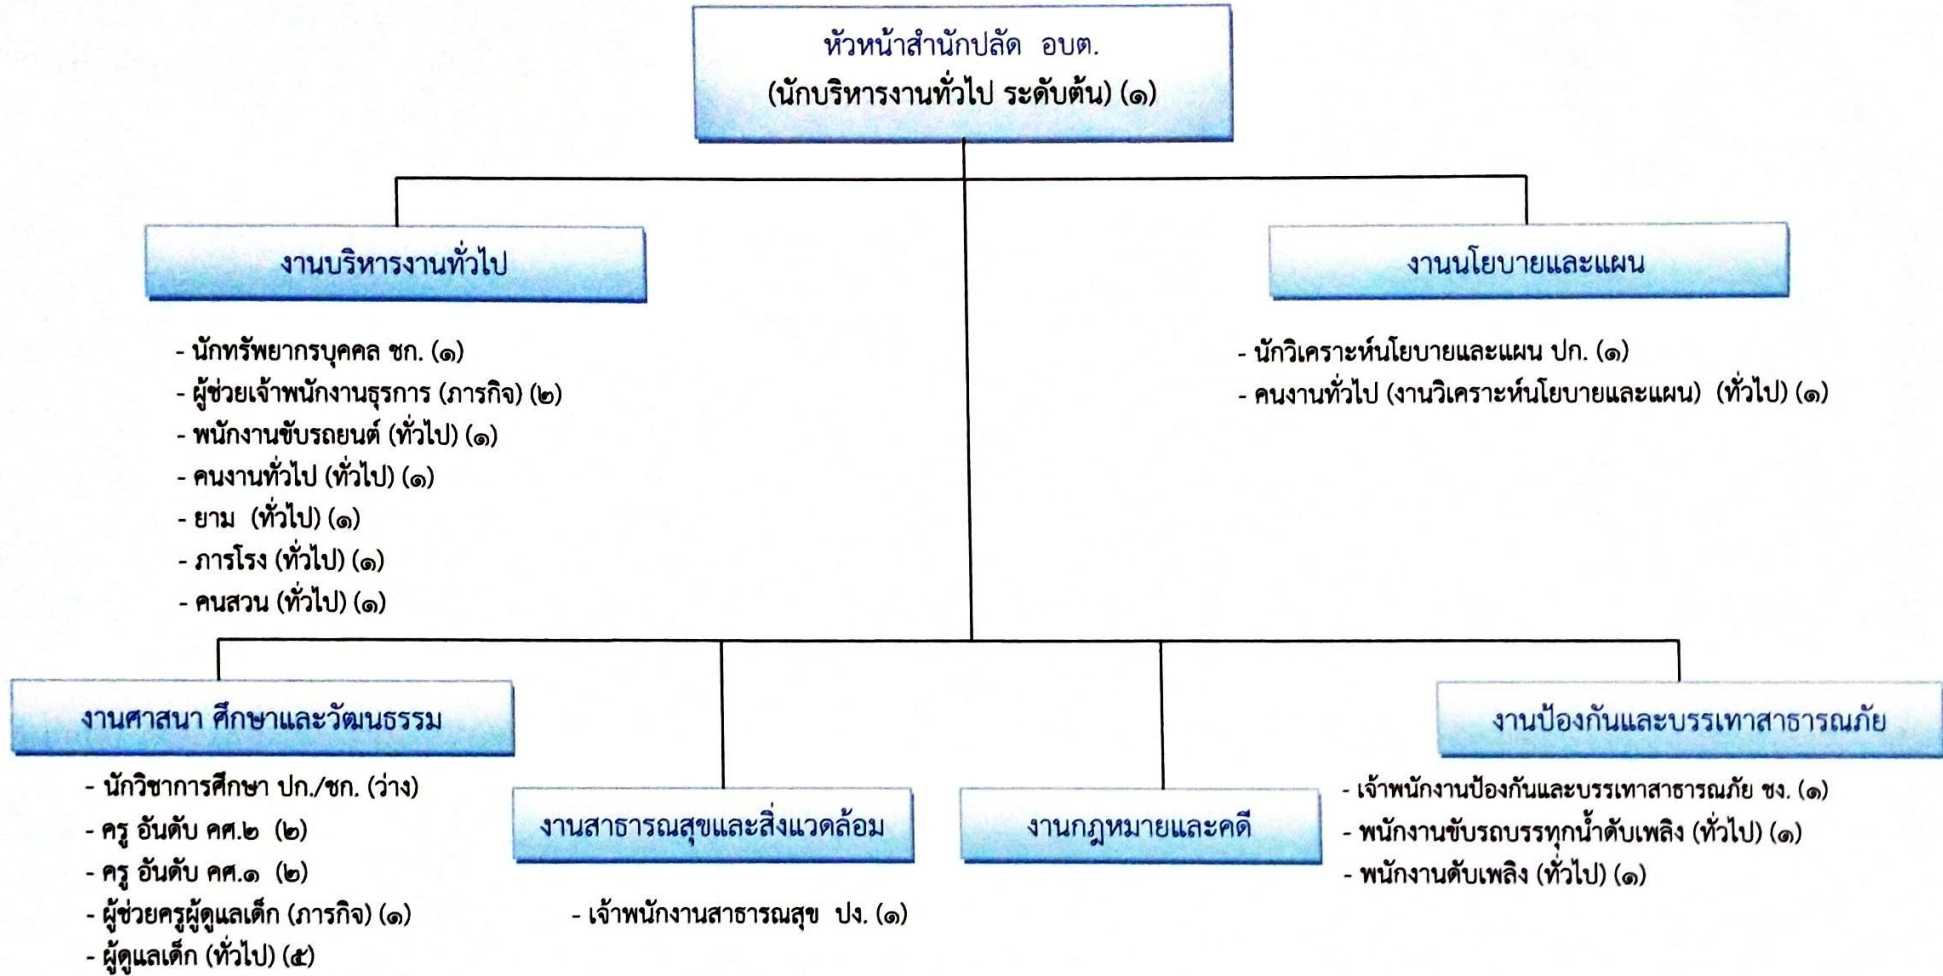 หัวหน้าสำนักปลัด อบต.
(นักบริหารงานทั่วไป ระดับต้น) (๑)
งานบริหารงานทั่วไป
- นักทรัพยากรบุคคล ชก. (๑)
- ผู้ช่วยเจ้าพนักงานธุรการ (ภารกิจ) (๒)
- พนักงานขับรถยนต์ (ทั่วไป) (๑)
- คนงานทั่วไป (ทั่วไป) (๑)
- ยาม (ทั่วไป) (๑)
- ภารโรง (ทั่วไป) (๑)
- คนสวน (ทั่วไป) (๑)
งานนโยบายและแผน
- นักวิเคราะห์นโยบายและแผน ปก. (๑)
- คนงานทั่วไป (งานวิเคราะห์นโยบายและแผน) (ทั่วไป) (๑)
งานศาสนา ศึกษาและวัฒนธรรม
- นักวิชาการศึกษา ปก./ชก. (ว่าง)
- ครู อันดับ คศ.๒ (๒)
- ครู อันดับ คศ.๑ (๒)
- ผู้ช่วยครูผู้ดูแลเด็ก (ภารกิจ) (๑)
- ผู้ดูแลเด็ก (ทั่วไป) (๕)
งานสาธารณสุขและสิ่งแวดล้อม
- เจ้าพนักงานสาธารณสุข ปง. (๑)
งานกฎหมายและคดี
งานป้องกันและบรรเทาสาธารณภัย
- เจ้าพนักงานป้องกันและบรรเทาสาธารณภัย ชง. (๑)
- พนักงานขับรถบรรทุกน้ำดับเพลิง (ทั่วไป) (๑)
- พนักงานดับเพลิง (ทั่วไป) (๑)